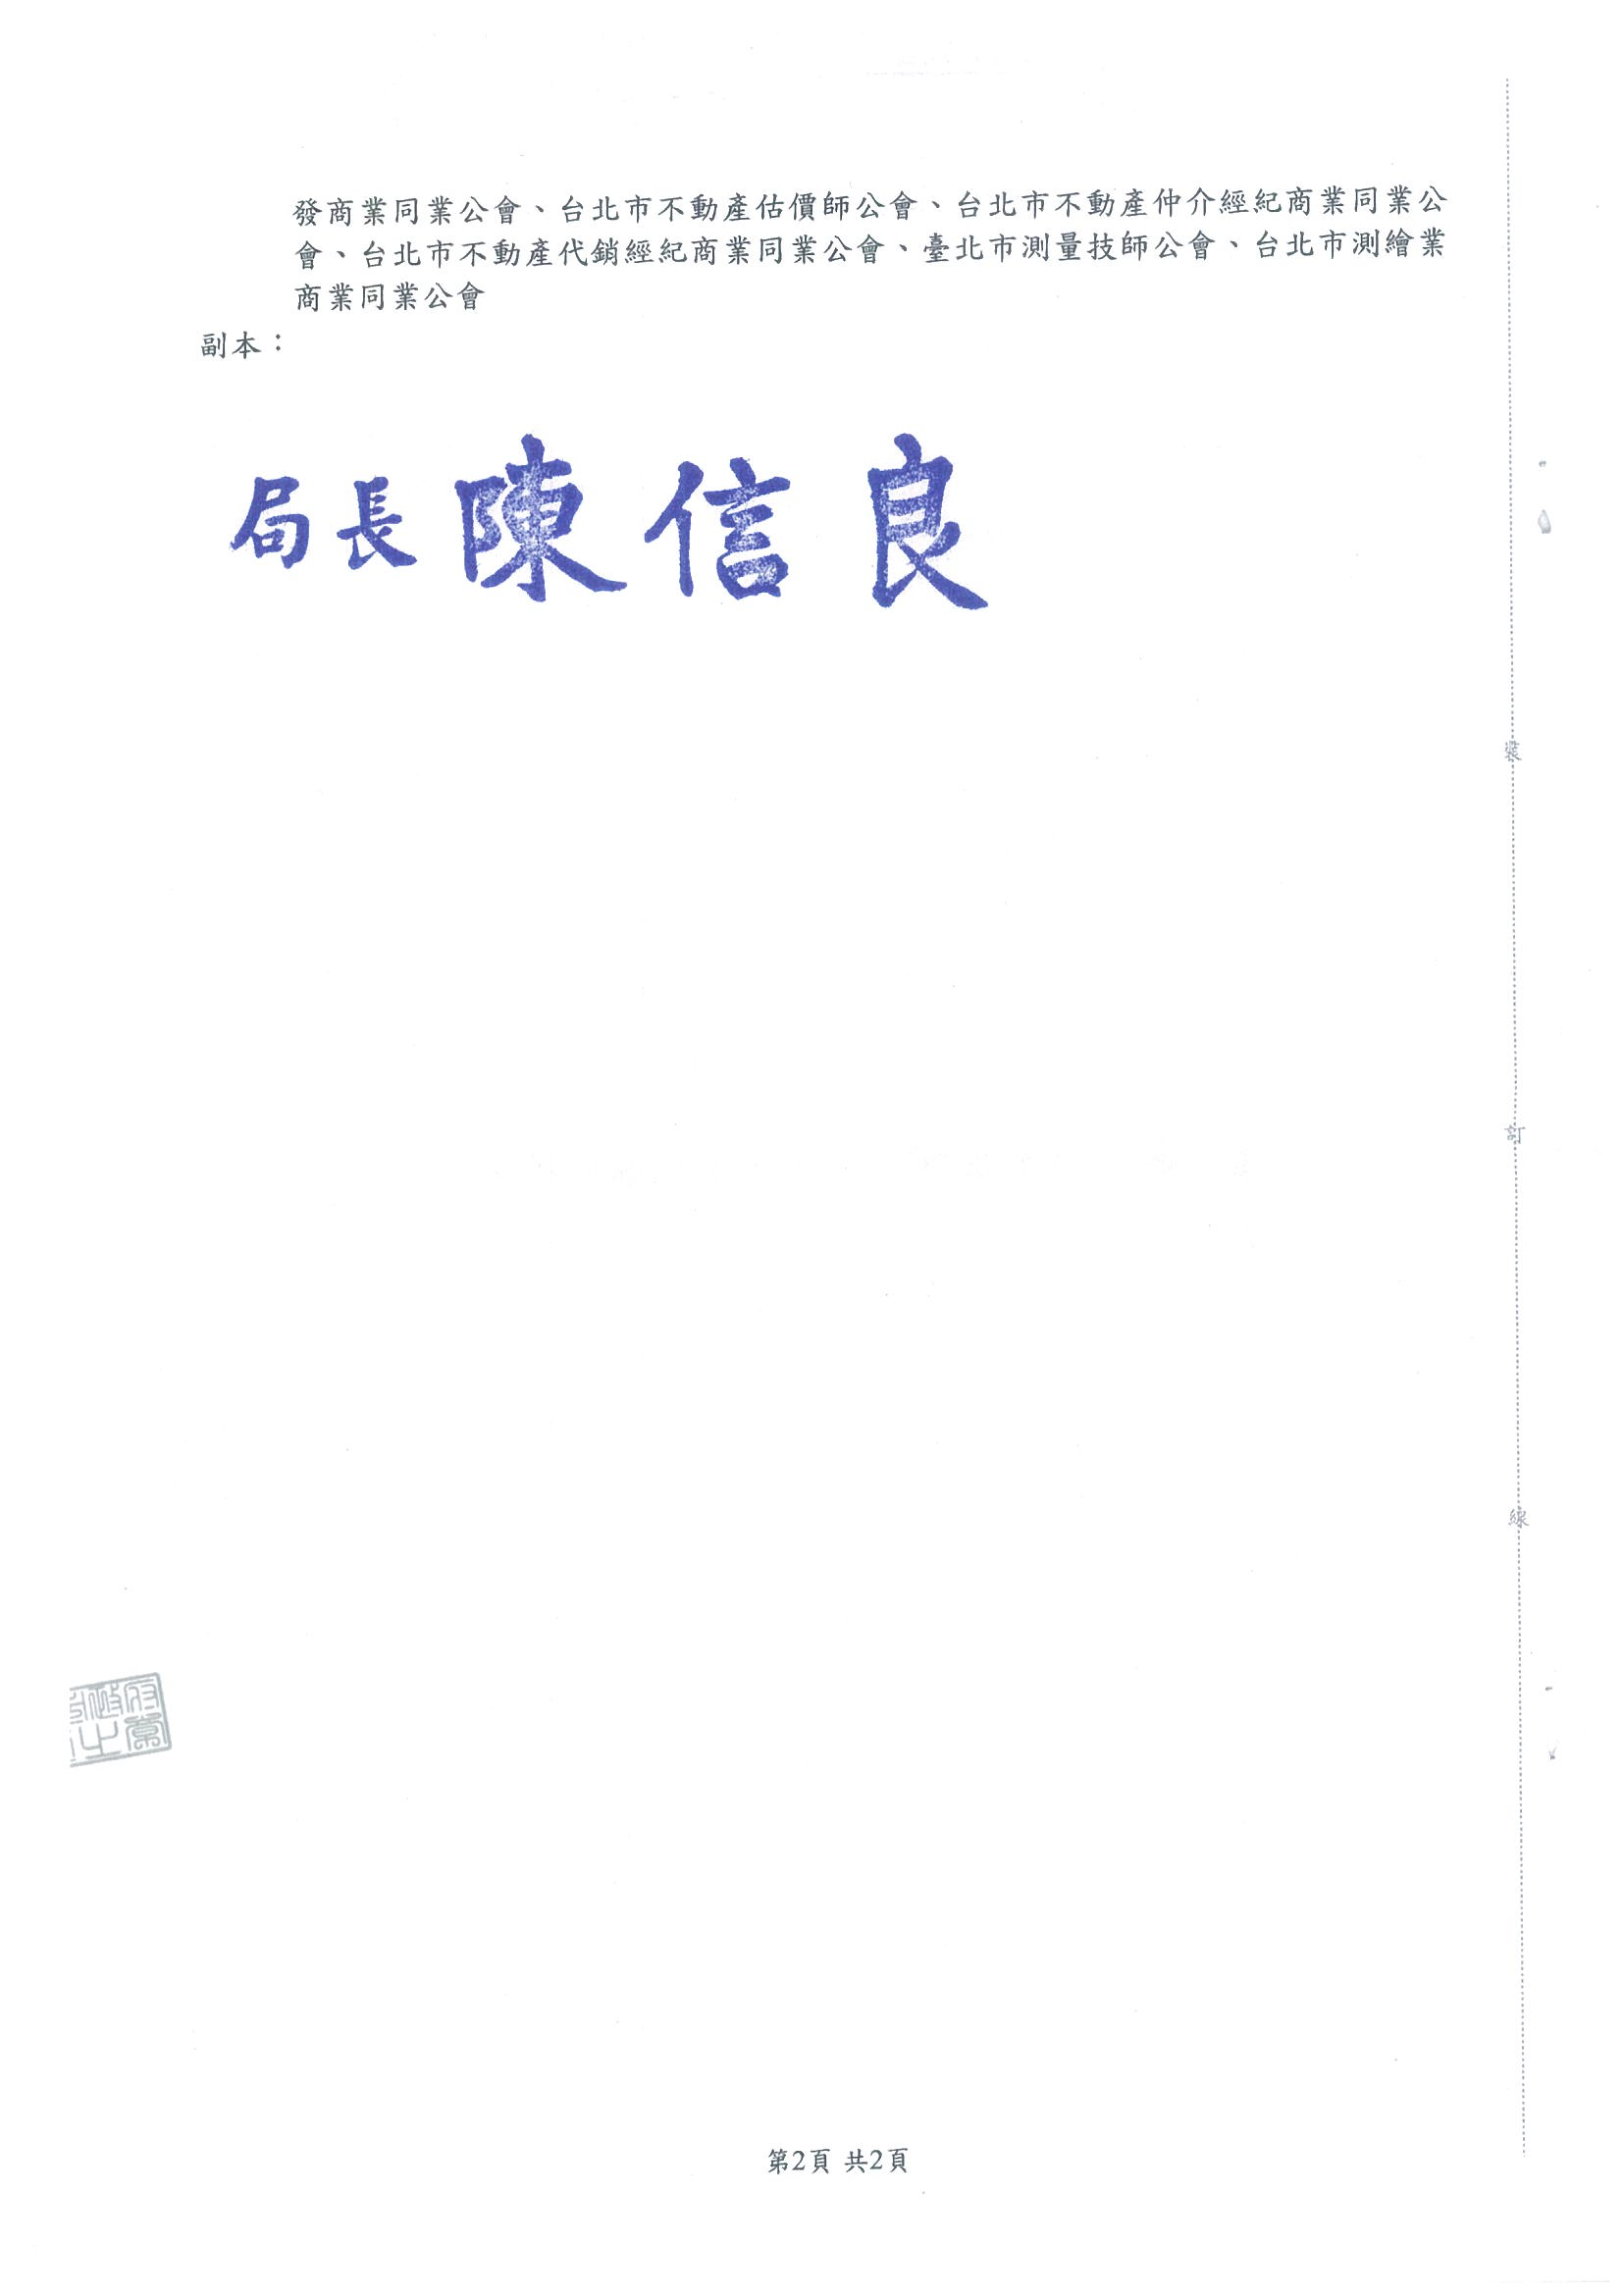 發商業同業公會、台北市不動產估價師公會、台北市不動產仲介經紀商業同業公
會、台北市不動產代銷經紀商業同業公會、臺北市測量技師公會、台北市測繪業
商業同業公會
副本：
局長陳信良
裝
訂
線
第2頁 共2頁